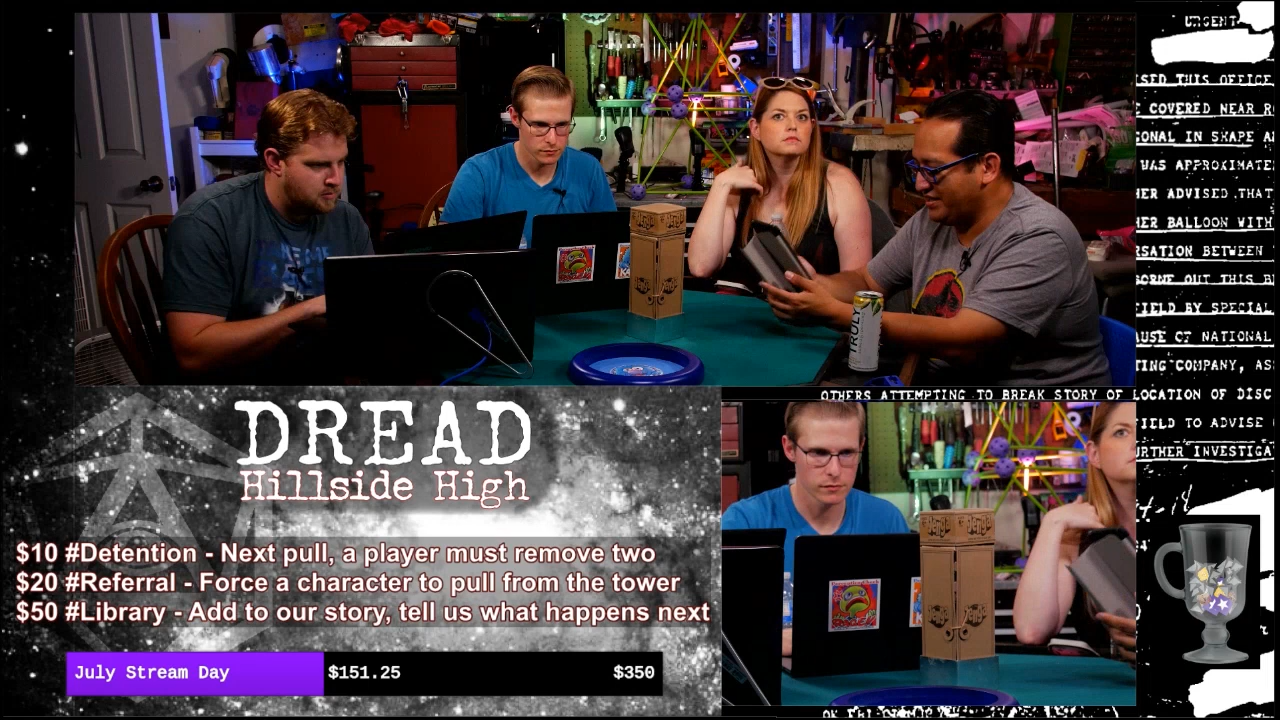 URGENT
USED THIS OFFICE
COVERED NEAR
ONAL IN SHAPE
WAS APPROXIMATE
HER ADVISED THAT
HER BALLOON WITH
RSATION BETWEEN
BORNE OUT THIS BE
FIELD BY SPECIAL
AUSE OF NATIONAL
TING COMPANY, AS
OTHERS ATTEMPTING TO BREAK STORY OF LOCATION OF DISC
FIELD TO ADVISE
URTHER INVESTIGA
TRULY
DREAD
Hillside High
$10 #Detention - Next pull, a player must remove two
$20 #Referral - Force a character to pull from the tower
$50 #Library - Add to our story, tell us what happens next
July Stream Day $151.25 $350